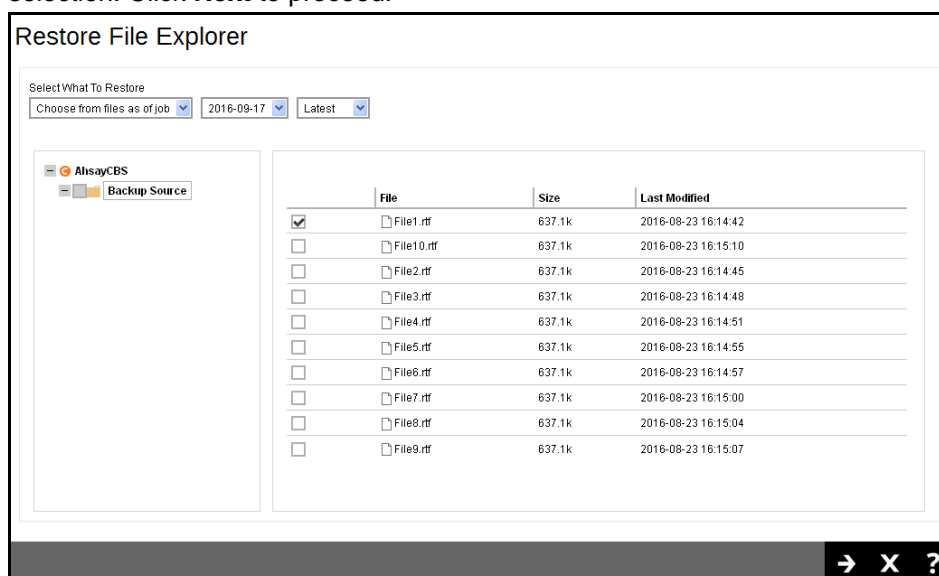 Restore File Explorer
Select What To Restore
Choose from files as of job 2016-09-17 Latest
AhsayCBS
Backup Source
File Size Last Modified
File1.rtf 637.1k 2016-08-23 16:14:42
File10.rtf 637.1k 2016-08-23 16:15:10
File2.rtf 637.1k 2016-08-23 16:14:45
File3.rtf 637.1k 2016-08-23 16:14:48
File4.rtf 637.1k 2016-08-23 16:14:51
File5.rtf 637.1k 2016-08-23 16:14:55
File6.rtf 637.1k 2016-08-23 16:14:57
File7.rtf 637.1k 2016-08-23 16:15:00
File8.rtf 637.1k 2016-08-23 16:15:04
File9.rtf 637.1k 2016-08-23 16:15:07
X ?